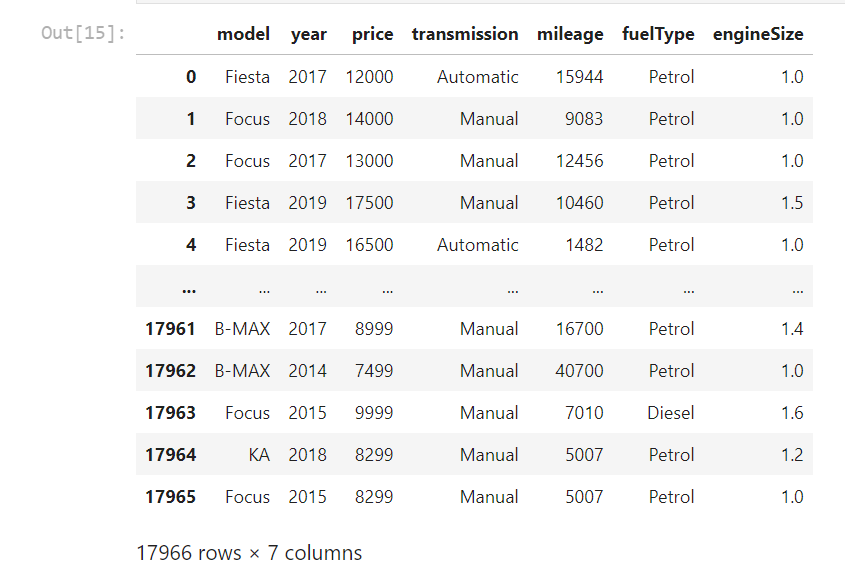 Out[15]:
model year price transmission mileage fuelType engineSize
0 Fiesta 2017 12000 Automatic 15944 Petrol 1.0
1 Focus 2018 14000 Manual 9083 Petrol 1.0
2 Focus 2017 13000 Manual 12456 Petrol 1.0
3 Fiesta 2019 17500 Manual 10460 Petrol 1.5
4 Fiesta 2019 16500 Automatic 1482 Petrol 1.0
... ... ... ... ... ... ... ...
17961 B-MAX 2017 8999 Manual 16700 Petrol 1.4
17962 B-MAX 2014 7499 Manual 40700 Petrol 1.0
17963 Focus 2015 9999 Manual 7010 Diesel 1.6
17964 KA 2018 8299 Manual 5007 Petrol 1.2
17965 Focus 2015 8299 Manual 5007 Petrol 1.0
17966 rows × 7 columns